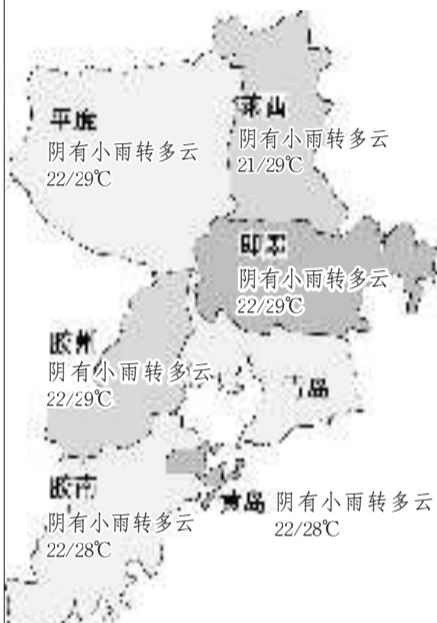 莱西
平度
阴有小雨转多云
21/29℃
阴有小雨转多云
22/29℃
即墨
阴有小雨转多云
22/29℃
胶州
阴有小雨转多云
22/29℃
青岛
胶南
岛 阴有小雨转多云
22/28℃
阴有小雨转多云
22/28℃